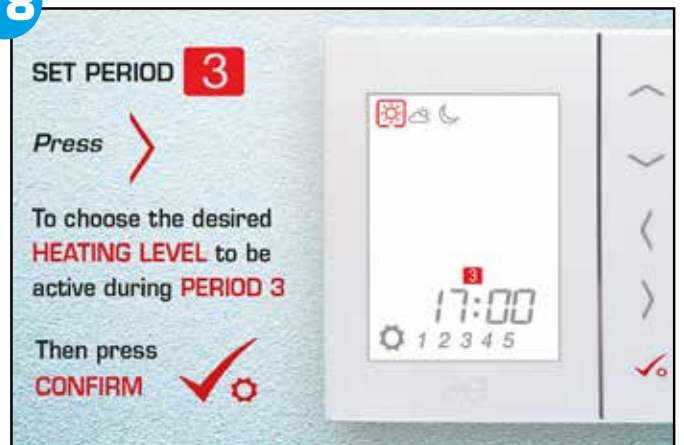 8
SET PERIOD 3
Press
To choose the desired
HEATING LEVEL to be
active during PERIOD 3
Then press
CONFIRM
3
17:00
1 2 3 4 5